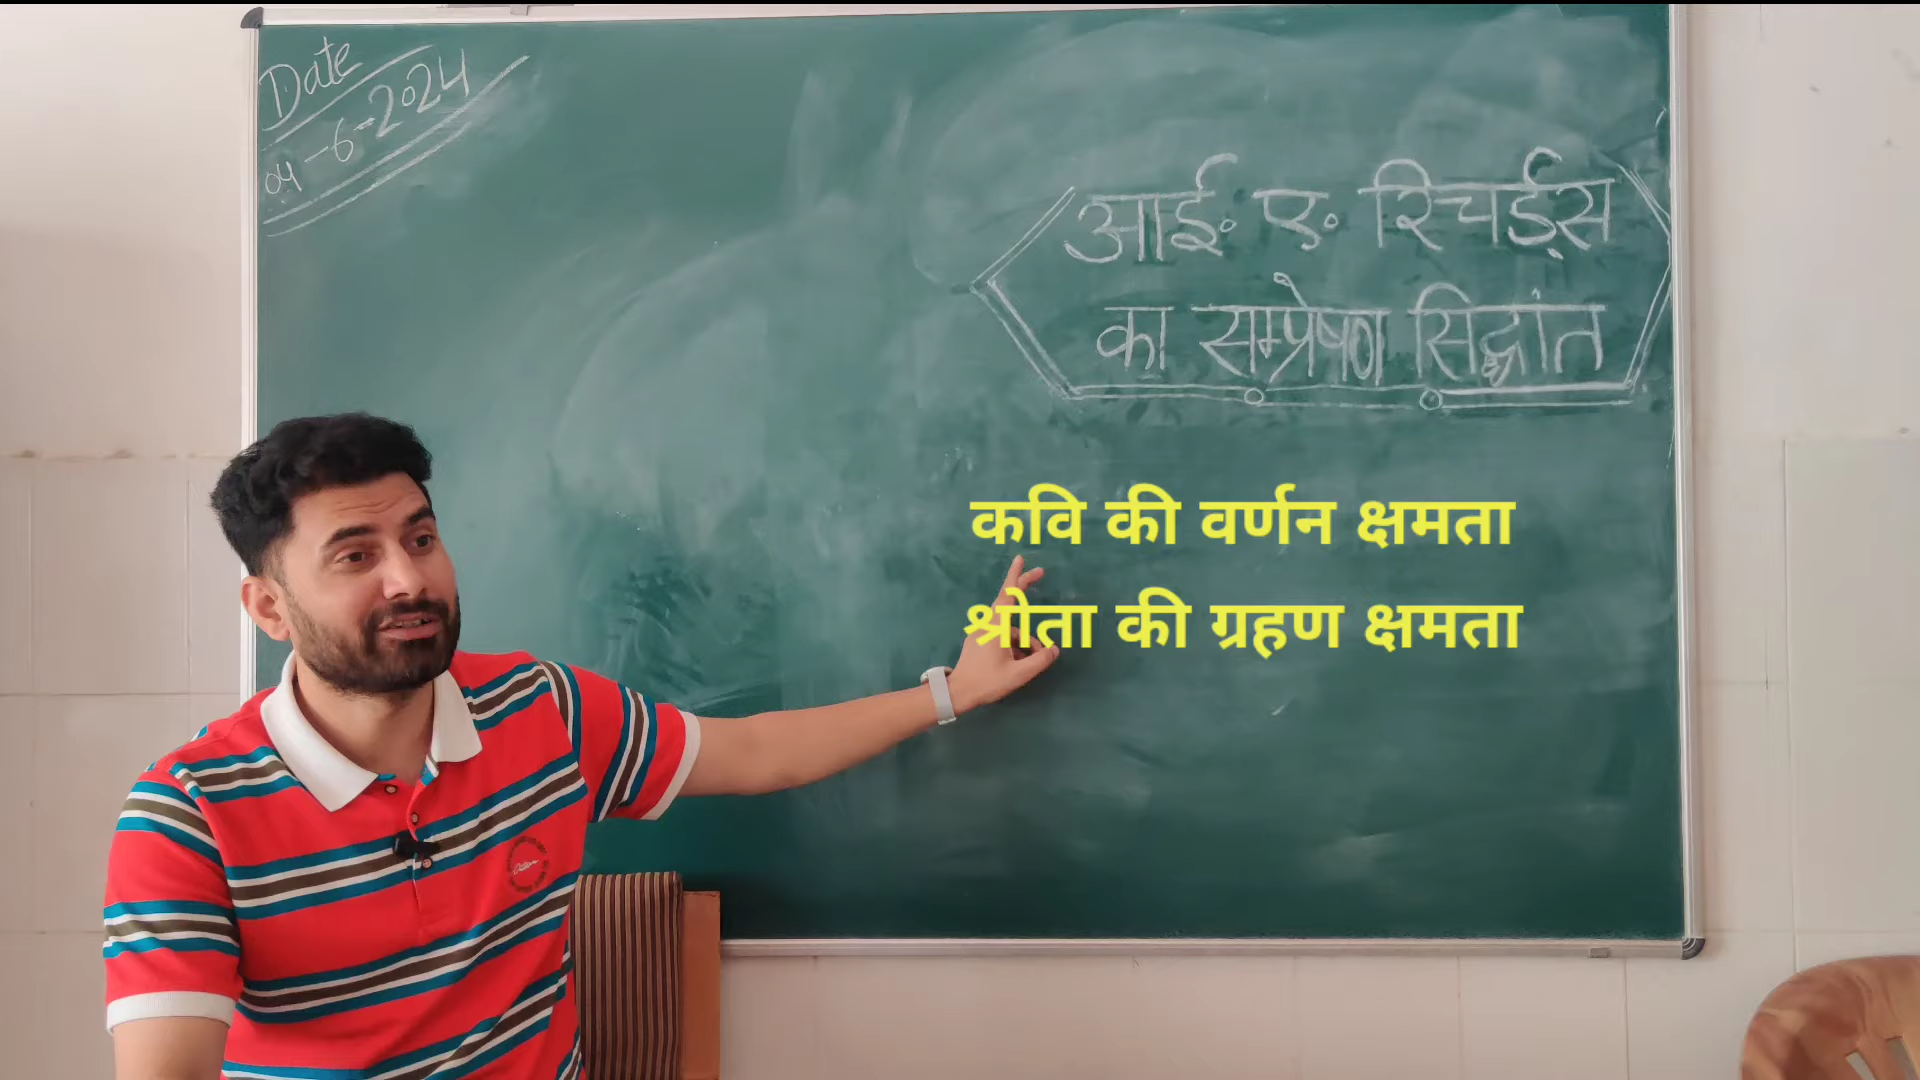 Date
04-6-2024
आई. ए. रिचर्ड्स
का सम्प्रेषण सिद्धांत
कवि की वर्णन क्षमता
श्रोता की ग्रहण क्षमता